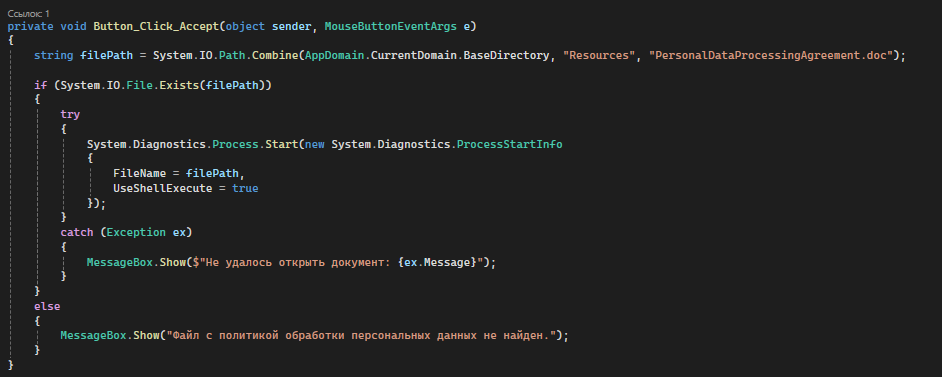 Ссылок: 1
private void Button_Click_Accept(object sender, MouseButtonEventArgs e)
{
    string filePath = System.IO.Path.Combine(AppDomain.CurrentDomain.BaseDirectory, "Resources", "PersonalDataProcessingAgreement.doc");

    if (System.IO.File.Exists(filePath))
    {
        try
        {
            System.Diagnostics.Process.Start(new System.Diagnostics.ProcessStartInfo
            {
                FileName = filePath,
                UseShellExecute = true
            });
        }
        catch (Exception ex)
        {
            MessageBox.Show($"Не удалось открыть документ: {ex.Message}");
        }
    }
    else
    {
        MessageBox.Show("Файл с политикой обработки персональных данных не найден.");
    }
}